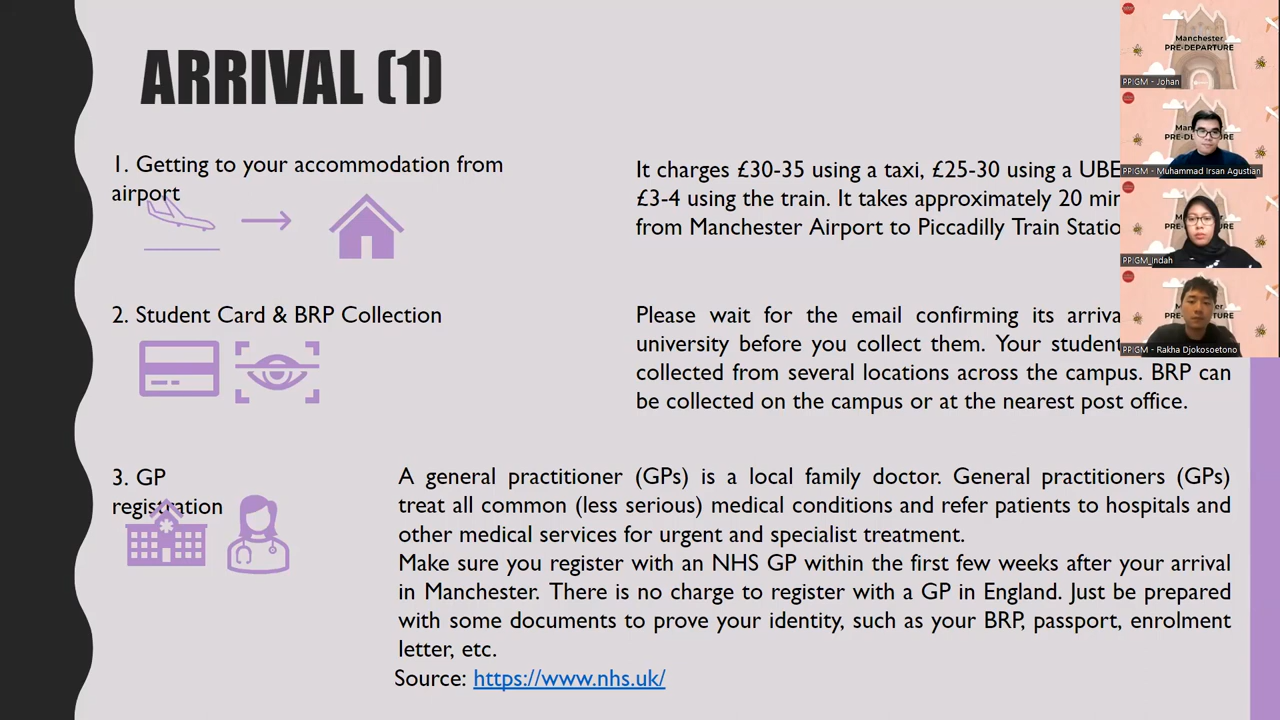 ARRIVAL (1)
1. Getting to your accommodation from
airport
It charges £30-35 using a taxi, £25-30 using a
£3-4 using the train. It takes approximately 20
from Manchester Airport to Piccadilly Train
2. Student Card & BRP Collection
Please wait for the email confirming its
university before you collect them. Your
collected from several locations across the campus. BRP can
be collected on the campus or at the nearest post office.
3. GP
registration
A general practitioner (GPs) is a local family doctor. General practitioners (GPs)
treat all common (less serious) medical conditions and refer patients to hospitals and
other medical services for urgent and specialist treatment.
Make sure you register with an NHS GP within the first few weeks after your arrival
in Manchester. There is no charge to register with a GP in England. Just be prepared
with some documents to prove your identity, such as your BRP, passport, enrolment
letter, etc.
Source: https://www.nhs.uk/
Manchester
PRE-DEPARTURE
PPIGM - Johan
PPIGM - Muhammad Irsan Agustian
PPIGM_Indah
PPIGM - Rakha Djokosoetono